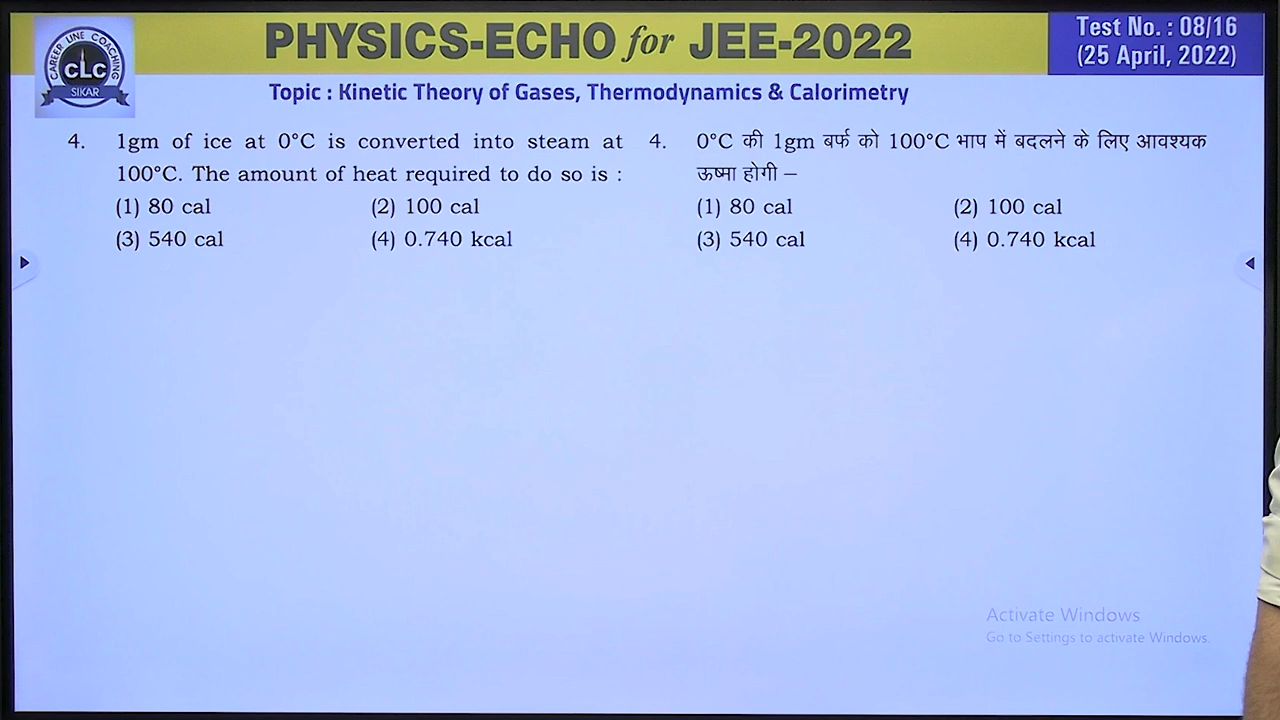 CAREER LINE COACHING
CLC
SIKAR
PHYSICS-ECHO for JEE-2022
Test No. : 08/16
(25 April, 2022)
Topic : Kinetic Theory of Gases, Thermodynamics & Calorimetry
4. 1gm of ice at 0°C is converted into steam at
100°C. The amount of heat required to do so is :
(1) 80 cal (2) 100 cal
(3) 540 cal (4) 0.740 kcal
4. 0°C की 1gm बर्फ को 100°C भाप में बदलने के लिए आवश्यक
ऊष्मा होगी –
(1) 80 cal (2) 100 cal
(3) 540 cal (4) 0.740 kcal
Activate Windows
Go to Settings to activate Windows.